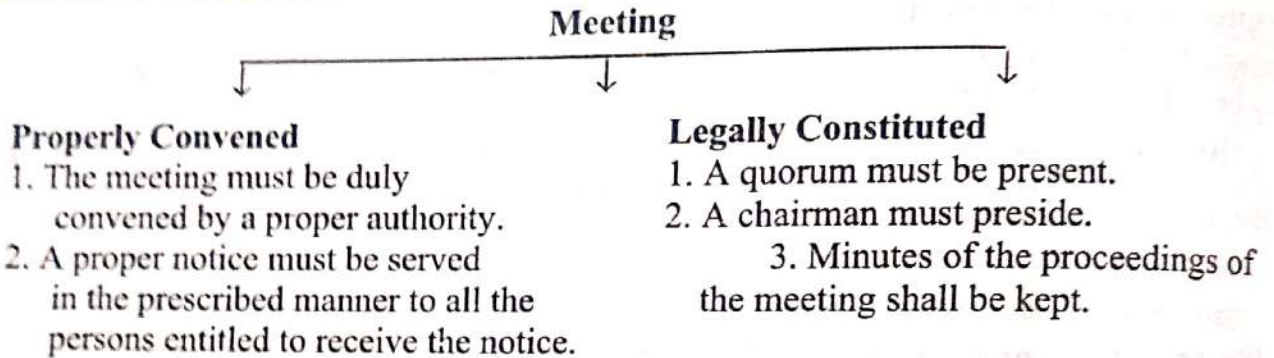 Meeting
Properly Convened
1. The meeting must be duly
convened by a proper authority.
2. A proper notice must be served
in the prescribed manner to all the
persons entitled to receive the notice.
Legally Constituted
1. A quorum must be present.
2. A chairman must preside.
3. Minutes of the proceedings of
the meeting shall be kept.